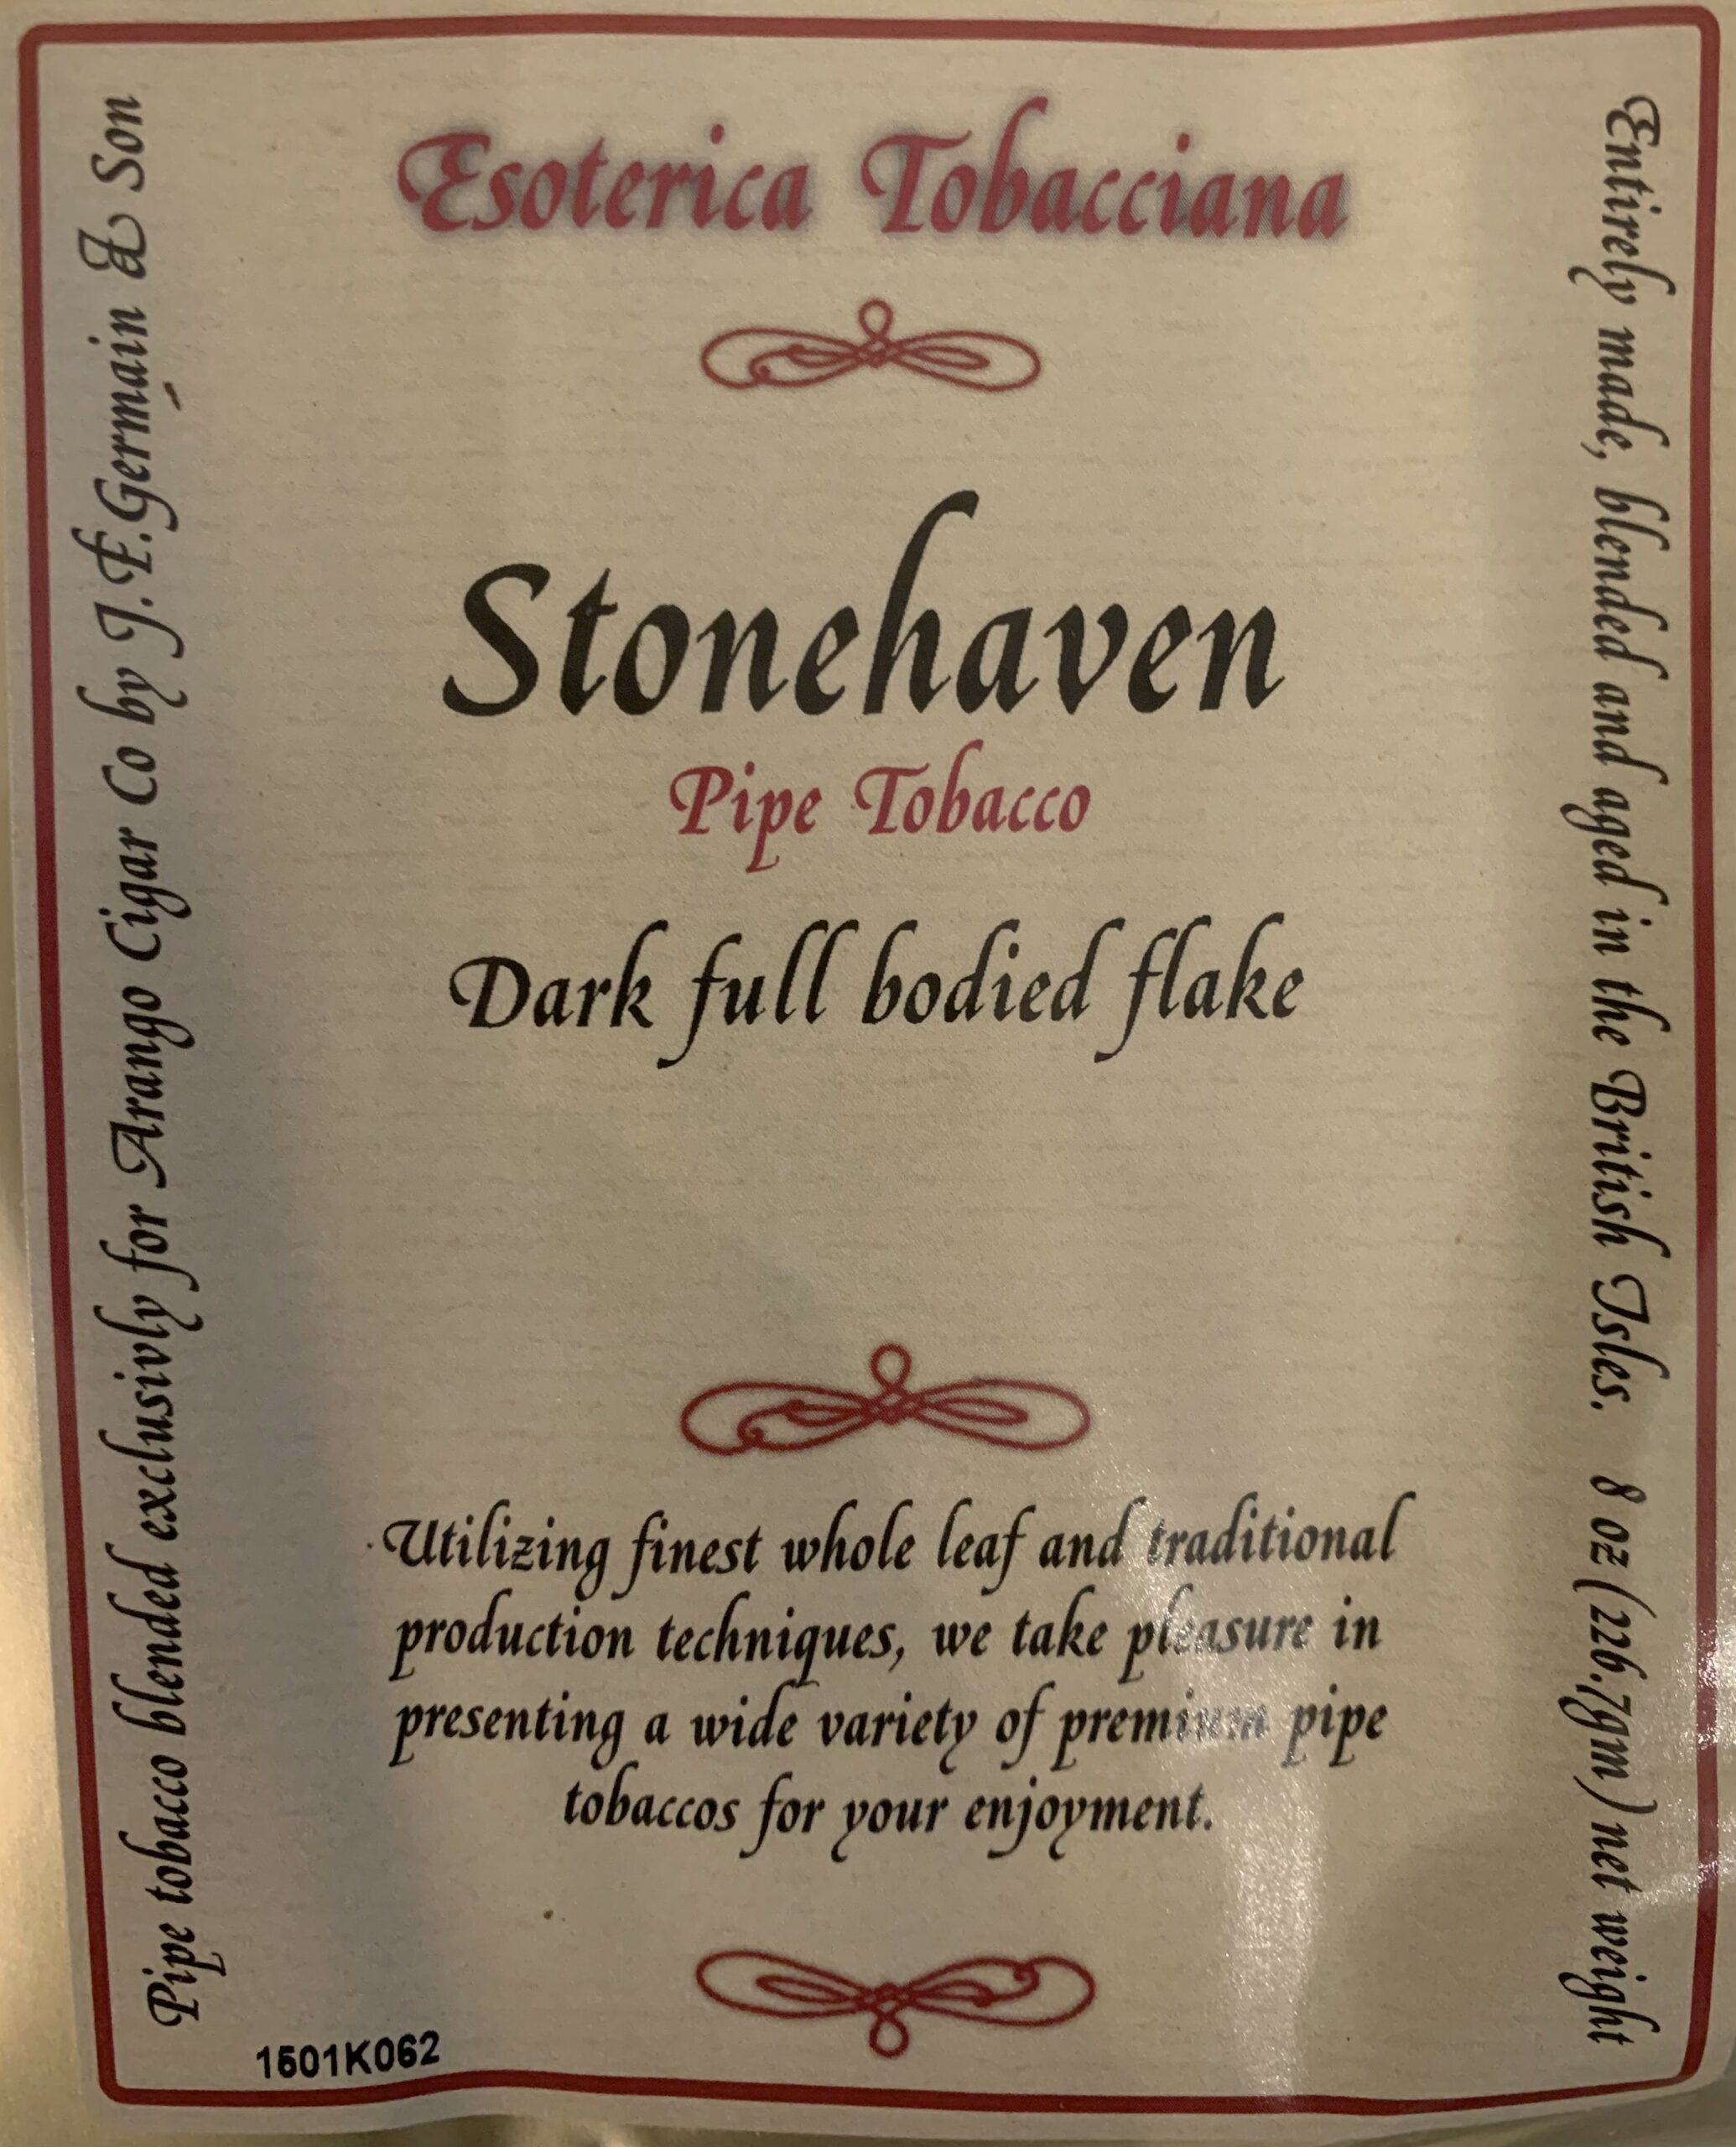 Esoterica Tobacciana
Stonehaven
Pipe Tobacco
Dark full bodied flake
Utilizing finest whole leaf and traditional
production techniques, we take pleasure in
presenting a wide variety of premium pipe
tobaccos for your enjoyment.
Pipe tobacco blended exclusivly for Arango Cigar Co by J.F.Germain & Son
Entirely made, blended and aged in the British Isles. 8 oz (226.7gm) net weight
1501K062